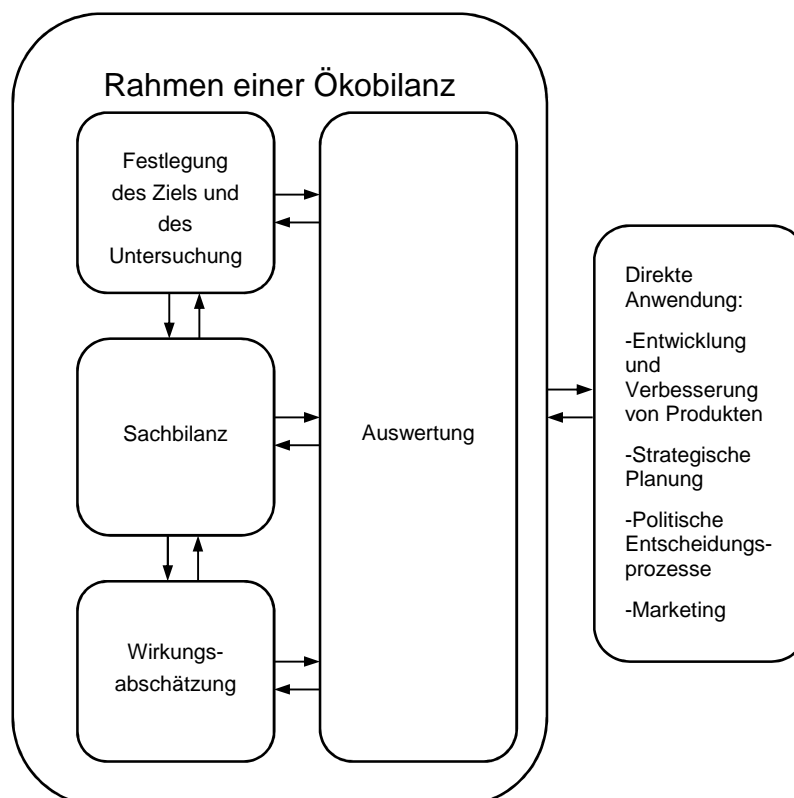 Rahmen einer Ökobilanz
Festlegung
des Ziels und
des
Untersuchung
Sachbilanz
Wirkungs-
abschätzung
Auswertung
Direkte
Anwendung:
-Entwicklung
und
Verbesserung
von Produkten
-Strategische
Planung
-Politische
Entscheidungs-
prozesse
-Marketing